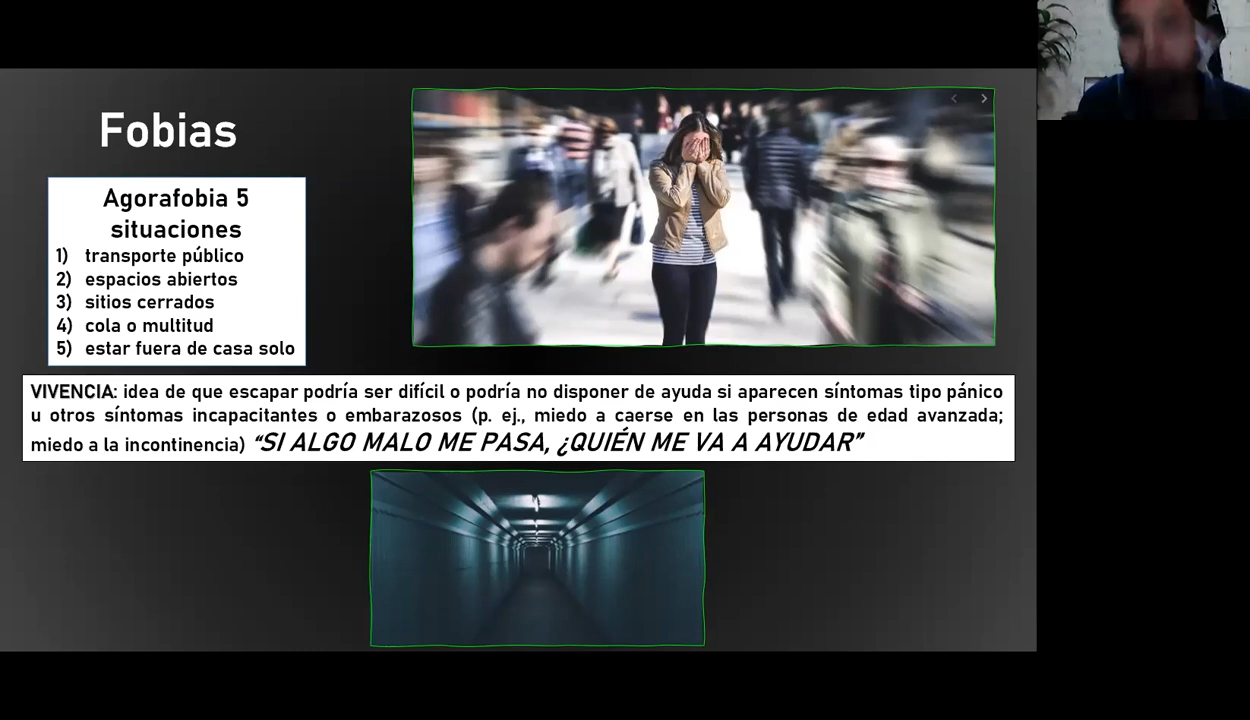 Fobias
Agorafobia 5
situaciones
1) transporte público
2) espacios abiertos
3) sitios cerrados
4) cola o multitud
5) estar fuera de casa solo
VIVENCIA: idea de que escapar podría ser difícil o podría no disponer de ayuda si aparecen síntomas tipo pánico
u otros síntomas incapacitantes o embarazosos (p. ej., miedo a caerse en las personas de edad avanzada;
miedo a la incontinencia) “SI ALGO MALO ME PASA, ¿QUIÉN ME VA A AYUDAR”